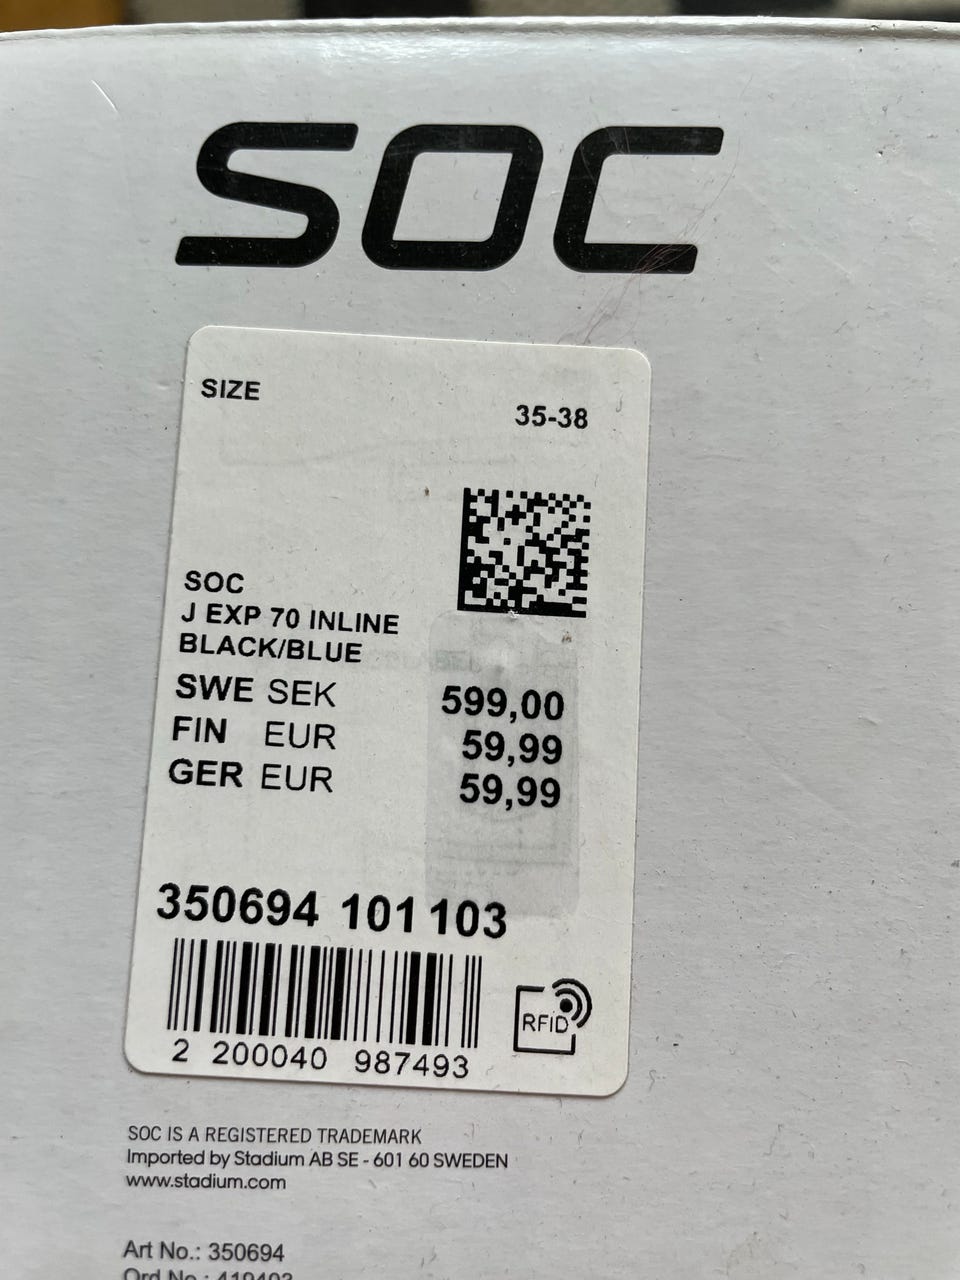 SOC
SIZE
35-38
SOC
J EXP 70 INLINE
BLACK/BLUE
SWE SEK 599,00
FIN EUR 59,99
GER EUR 59,99
350694 101 103
2 200040 987493
RFID
SOC IS A REGISTERED TRADEMARK
Imported by Stadium AB SE - 601 60 SWEDEN
www.stadium.com
Art No.: 350694
Ord No.: